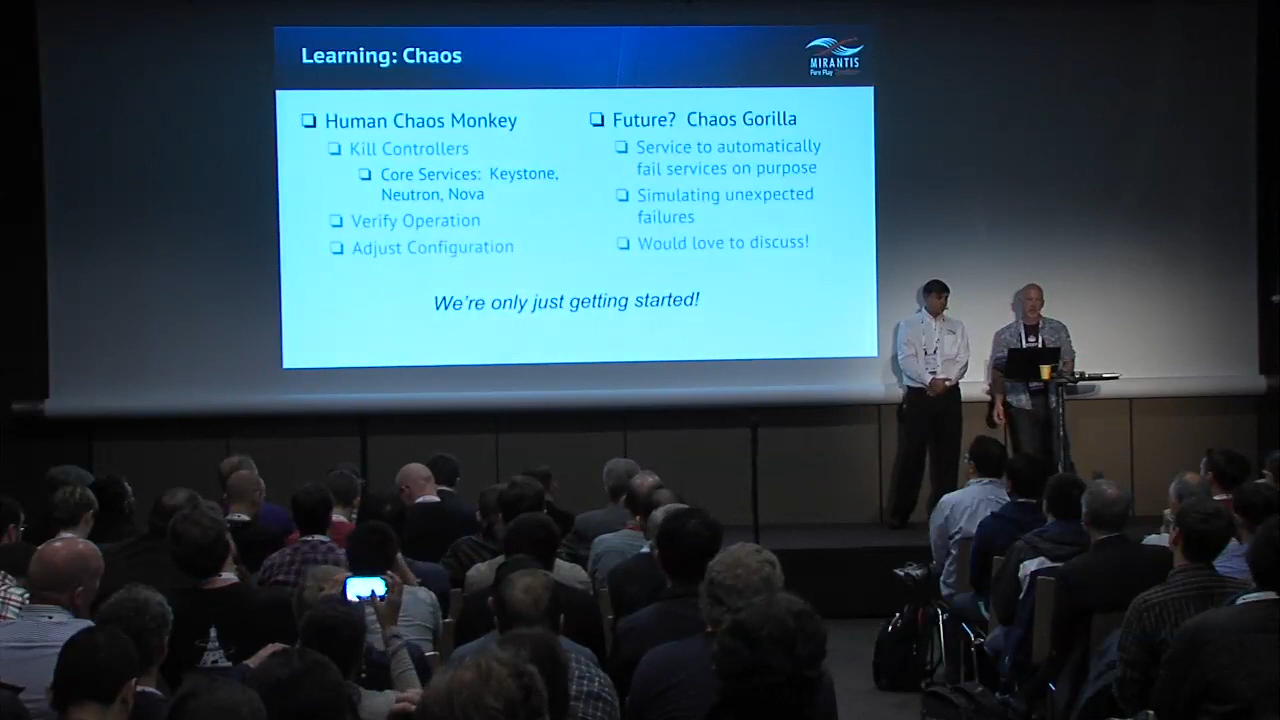 Learning: Chaos
MIRANTIS
Pure Play
Human Chaos Monkey
Kill Controllers
Core Services: Keystone,
Neutron, Nova
Verify Operation
Adjust Configuration
Future? Chaos Gorilla
Service to automatically
fail services on purpose
Simulating unexpected
failures
Would love to discuss!
We're only just getting started!